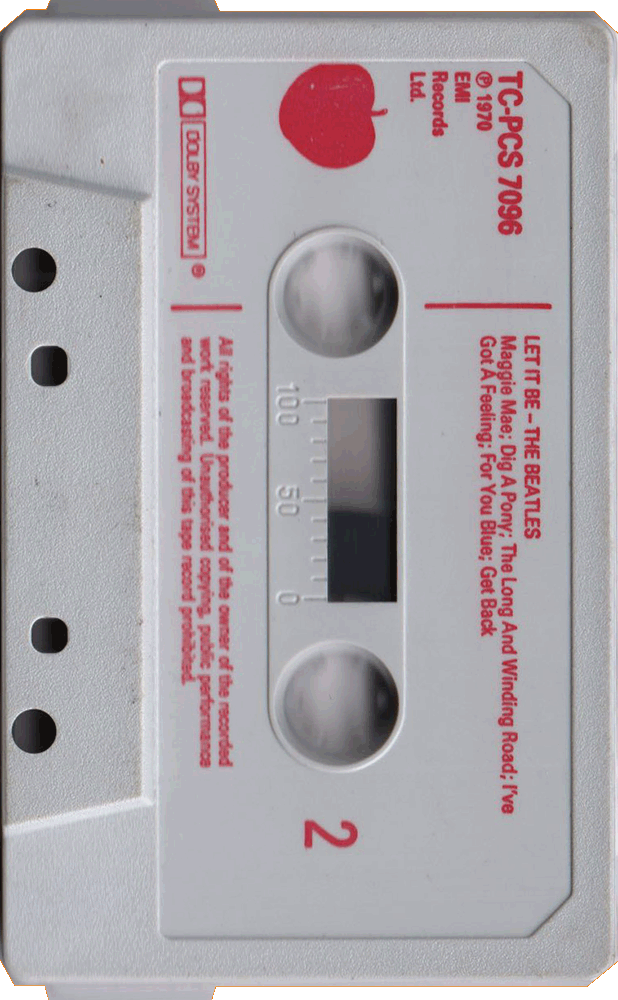 TC-PCS 7096
℗ 1970
EMI
Records
Ltd.
LET IT BE – THE BEATLES
Maggie Mae; Dig A Pony; The Long And Winding Road; I've
Got A Feeling; For You Blue; Get Back
100 50 0
2
DOLBY SYSTEM ®
All rights of the producer and of the owner of the recorded
work reserved. Unauthorised copying, public performance
and broadcasting of this tape record prohibited.